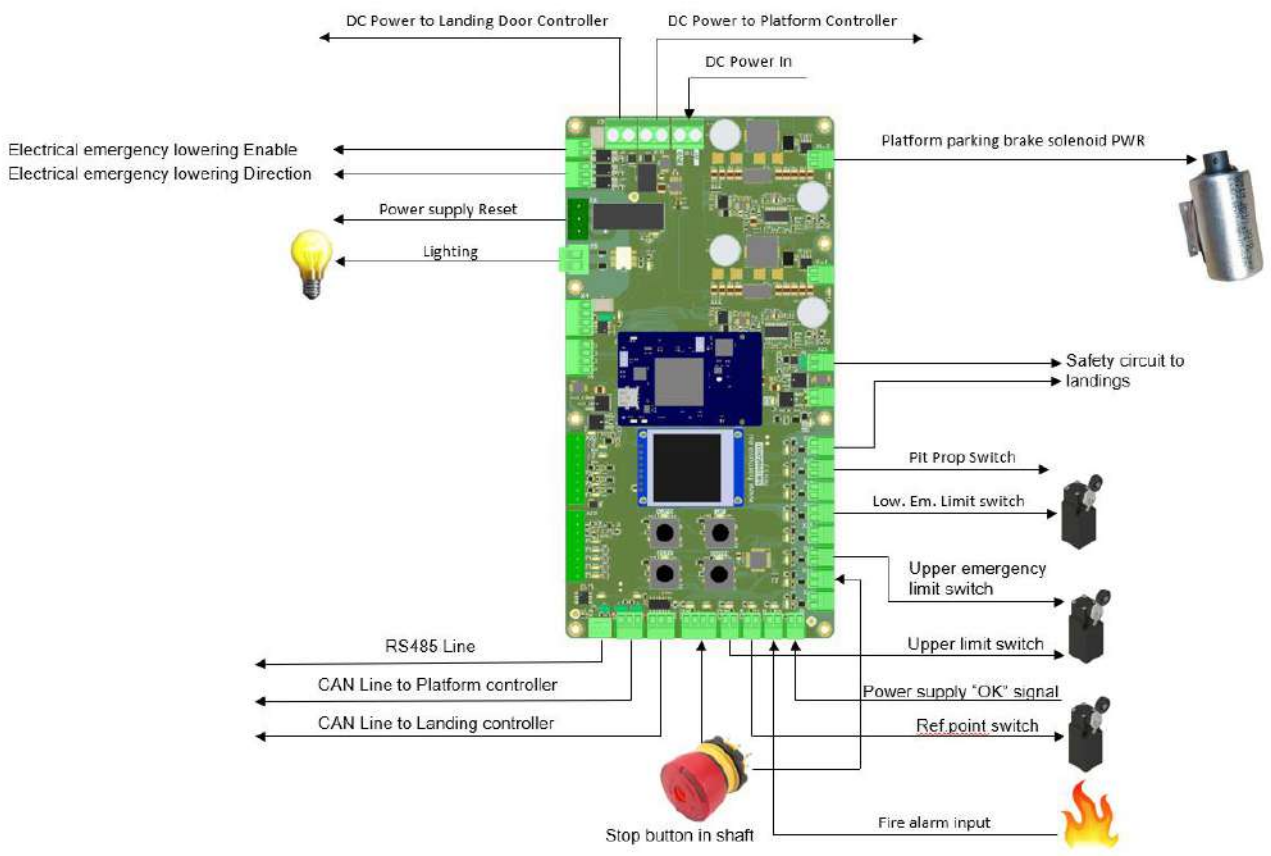 DC Power to Landing Door Controller
DC Power to Platform Controller
DC Power In
Electrical emergency lowering Enable
Electrical emergency lowering Direction
Platform parking brake solenoid PWR
Power supply Reset
Lighting
Safety circuit to
landings
Pit Prop Switch
Low. Em. Limit switch
Upper emergency
limit switch
RS485 Line
Upper limit switch
CAN Line to Platform controller
Power supply “OK” signal
CAN Line to Landing controller
Ref.point switch
Stop button in shaft
Fire alarm input